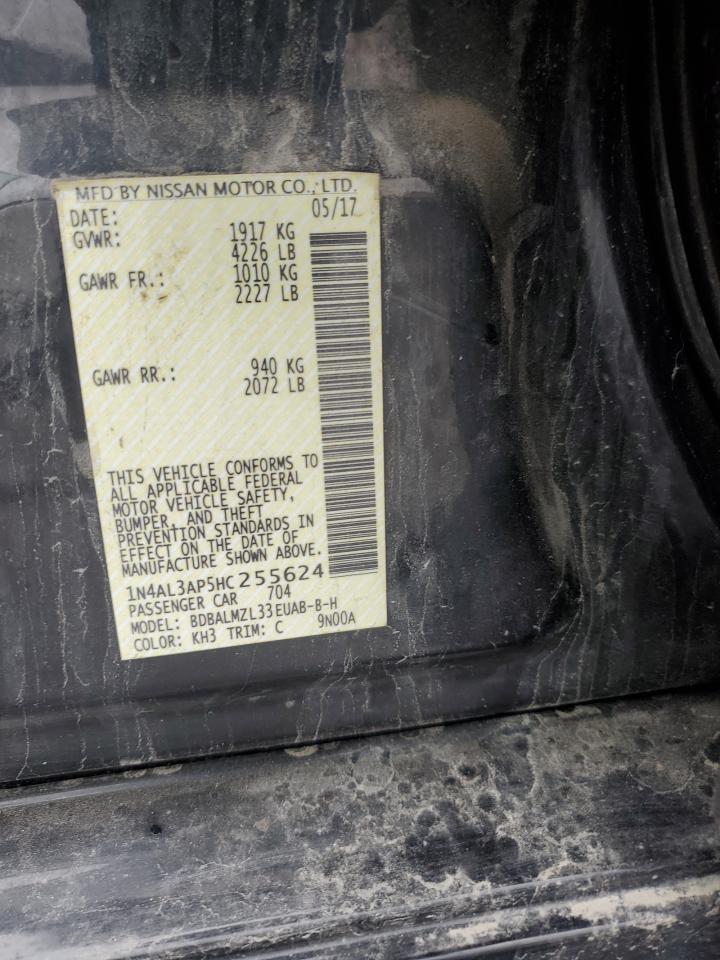 MFD BY NISSAN MOTOR CO., LTD.
DATE: 05/17
GVWR: 1917 KG
4226 LB
GAWR FR.: 1010 KG
2227 LB
GAWR RR.: 940 KG
2072 LB
THIS VEHICLE CONFORMS TO
ALL APPLICABLE FEDERAL
MOTOR VEHICLE SAFETY,
BUMPER, AND THEFT
PREVENTION STANDARDS IN
EFFECT ON THE DATE OF
MANUFACTURE SHOWN ABOVE.
1N4AL3AP5HC255624
PASSENGER CAR 704
MODEL: BDBALMZL33EUAB-B-H
COLOR: KH3 TRIM: C 9N00A